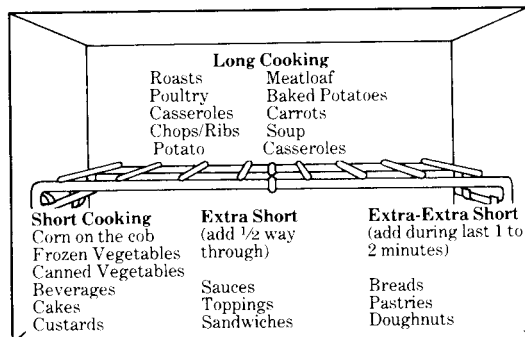 Long Cooking
Roasts Meatloaf
Poultry Baked Potatoes
Casseroles Carrots
Chops/Ribs Soup
Potato Casseroles
Short Cooking
Corn on the cob
Frozen Vegetables
Canned Vegetables
Beverages
Cakes
Custards
Extra Short
(add 1/2 way
through)
Sauces
Toppings
Sandwiches
Extra-Extra Short
(add during last 1 to
2 minutes)
Breads
Pastries
Doughnuts